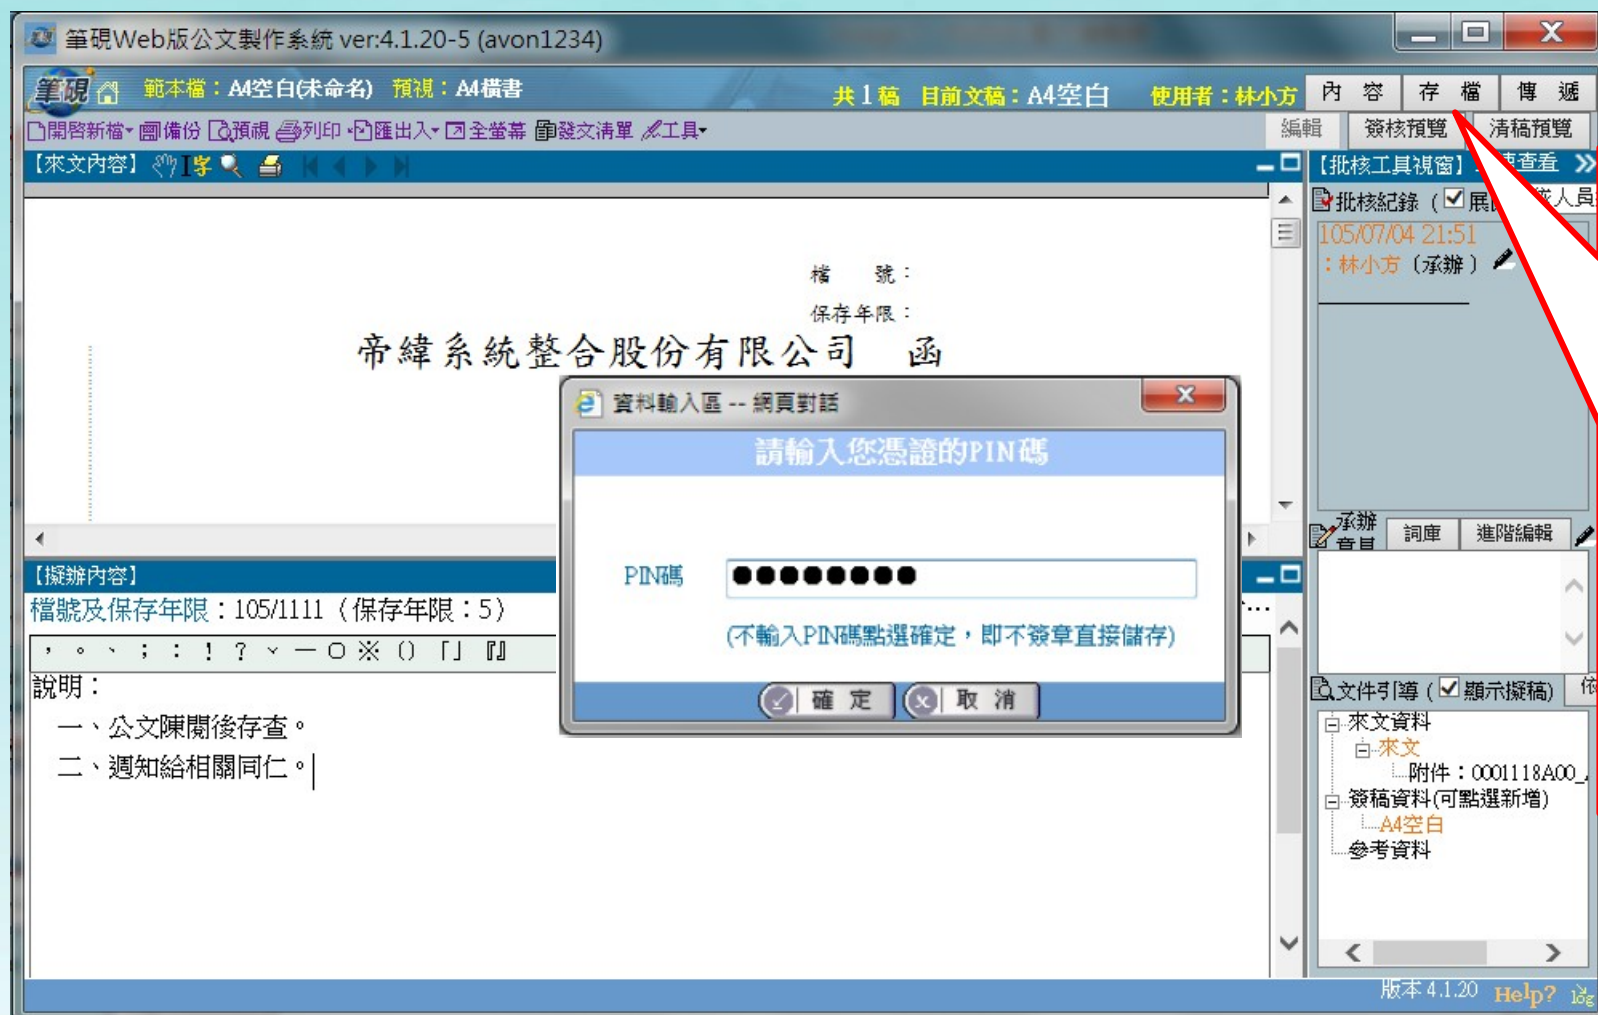 筆硯Web版公文製作系統 ver:4.1.20-5 (avon1234)
筆硯 範本檔：A4空白(未命名) 預視：A4橫書 共1稿 目前文稿：A4空白 使用者：林小方 內 容 存 檔 傳 遞
開啓新檔 備份 預視 列印 匯出入 全螢幕 發文清單 工具 編輯 簽核預覽 清稿預覽
【來文內容】 字 【批核工具視窗】 查看
批核紀錄 ( 展 人員
105/07/04 21:51
：林小方（承辦）
檔 號：
保存年限：
帝緯系統整合股份有限公司 函
資料輸入區 -- 網頁對話
請輸入您憑證的PIN碼
PIN碼 ●●●●●●●●
(不輸入PIN碼點選確定，即不簽章直接儲存)
確 定 取 消
承辦 詞庫 進階編輯
【擬辦內容】
檔號及保存年限：105/1111（保存年限：5）
，。、；：！？ˇ－○※（）「」『』
說明：
一、公文陳閱後存查。
二、週知給相關同仁。
文件引導 ( 顯示擬稿)
來文資料
來文
附件：0001118A00_
簽稿資料(可點選新增)
A4空白
參考資料
版本 4.1.20 Help? log